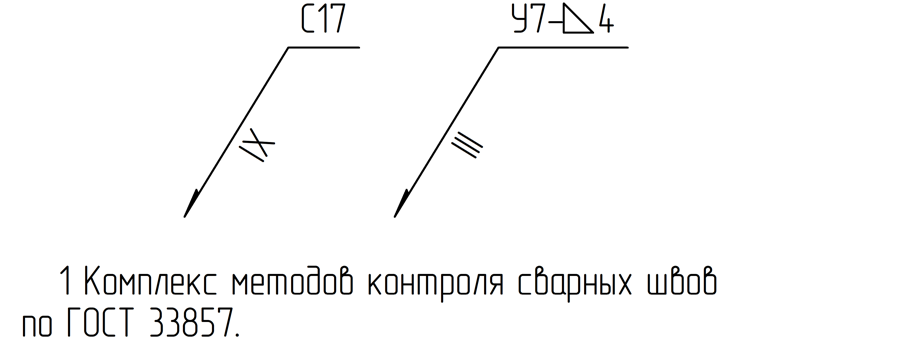 С17
У7-⊿4
IX
III
1 Комплекс методов контроля сварных швов
по ГОСТ 33857.